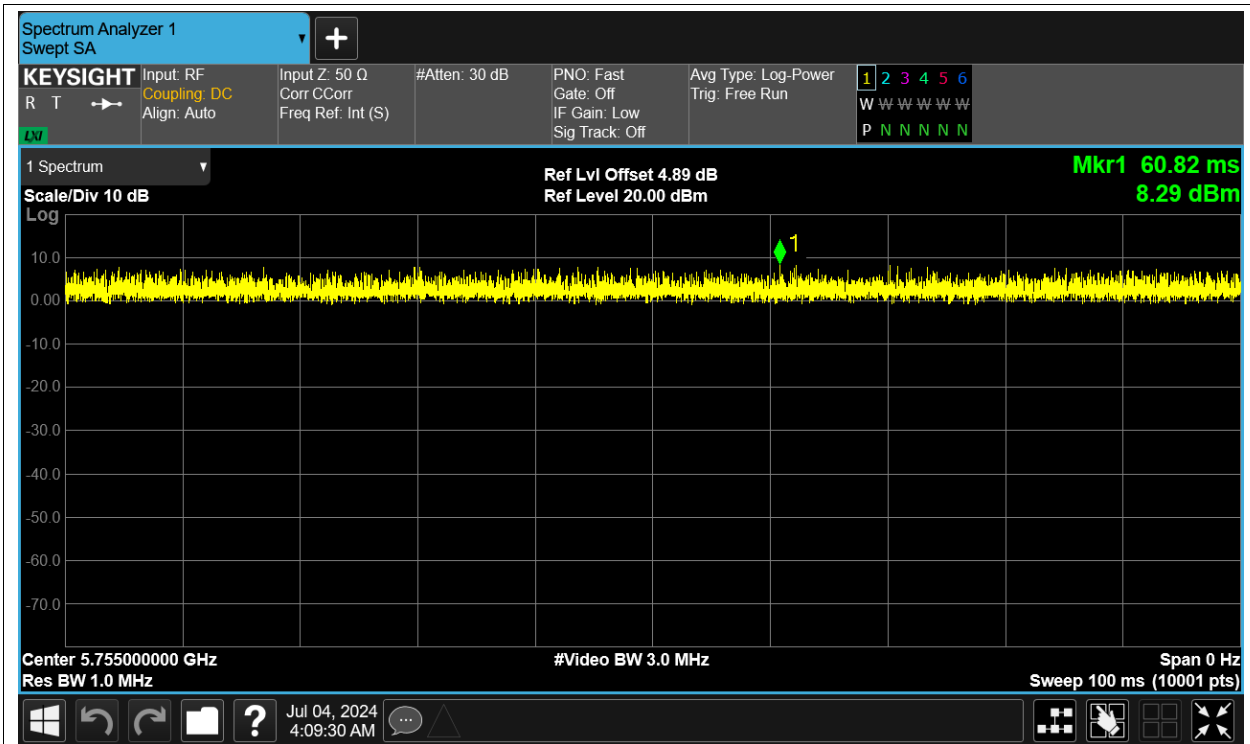 Spectrum Analyzer 1
Swept SA
KEYSIGHT
R T
LXI
Input: RF
Coupling: DC
Align: Auto
Input Z: 50 Ω
Corr CCorr
Freq Ref: Int (S)
#Atten: 30 dB
PNO: Fast
Gate: Off
IF Gain: Low
Sig Track: Off
Avg Type: Log-Power
Trig: Free Run
1 2 3 4 5 6
W W W W W W
P N N N N N
1 Spectrum
Scale/Div 10 dB
Ref Lvl Offset 4.89 dB
Ref Level 20.00 dBm
Mkr1 60.82 ms
8.29 dBm
Log
1
10.0
0.00
-10.0
-20.0
-30.0
-40.0
-50.0
-60.0
-70.0
Center 5.755000000 GHz
#Video BW 3.0 MHz
Span 0 Hz
Res BW 1.0 MHz
Sweep 100 ms (10001 pts)
?
Jul 04, 2024
4:09:30 AM